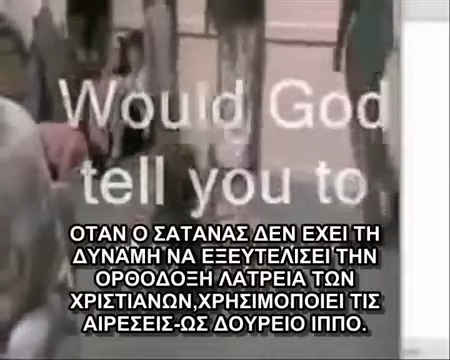 Would God
tell you to
ΟΤΑΝ Ο ΣΑΤΑΝΑΣ ΔΕΝ ΕΧΕΙ ΤΗ
ΔΥΝΑΜΗ ΝΑ ΕΞΕΥΤΕΛΙΣΕΙ ΤΗΝ
ΟΡΘΟΔΟΞΗ ΛΑΤΡΕΙΑ ΤΩΝ
ΧΡΙΣΤΙΑΝΩΝ,ΧΡΗΣΙΜΟΠΟΙΕΙ ΤΙΣ
ΑΙΡΕΣΕΙΣ-ΩΣ ΔΟΥΡΕΙΟ ΙΠΠΟ.